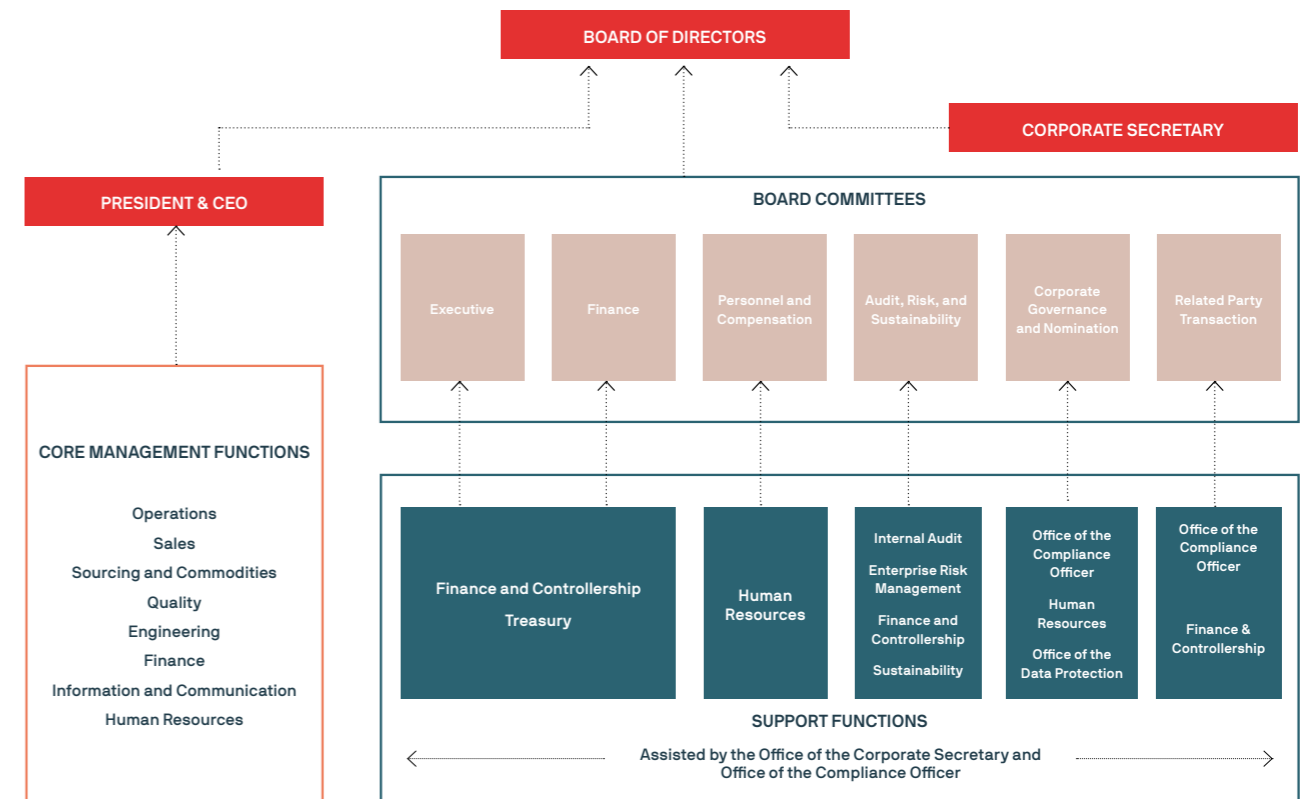 BOARD OF DIRECTORS
CORPORATE SECRETARY
PRESIDENT & CEO
BOARD COMMITTEES
Executive
Finance
Personnel and
Compensation
Audit, Risk, and
Sustainability
Corporate
Governance
and Nomination
Related Party
Transaction
CORE MANAGEMENT FUNCTIONS
Operations
Sales
Sourcing and Commodities
Quality
Engineering
Finance
Information and Communication
Human Resources
Finance and Controllership
Treasury
Human
Resources
Internal Audit
Enterprise Risk
Management
Finance and
Controllership
Sustainability
Office of the
Compliance
Officer
Human
Resources
Office of the
Data Protection
Office of the
Compliance
Officer
Finance &
Controllership
SUPPORT FUNCTIONS
Assisted by the Office of the Corporate Secretary and
Office of the Compliance Officer